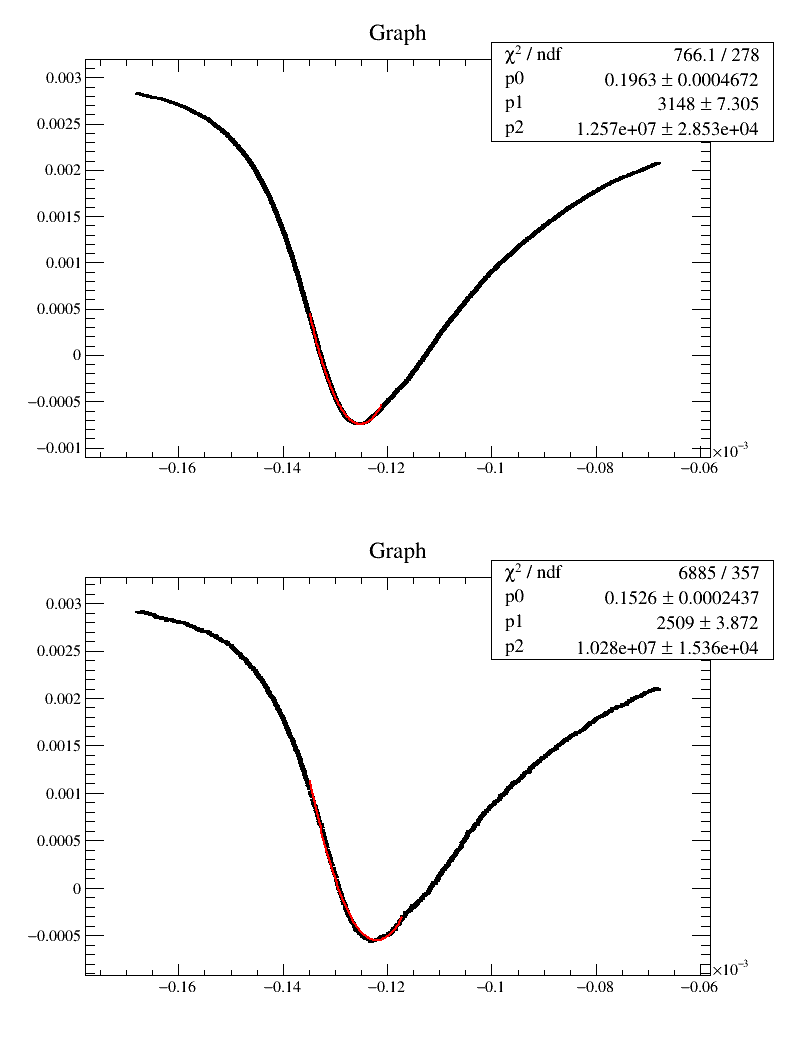 Graph
χ² / ndf 766.1 / 278
p0 0.1963 ± 0.0004672
p1 3148 ± 7.305
p2 1.257e+07 ± 2.853e+04
0.003
0.0025
0.002
0.0015
0.001
0.0005
0
−0.0005
−0.001
×10⁻³
−0.16 −0.14 −0.12 −0.1 −0.08 −0.06
Graph
χ² / ndf 6885 / 357
p0 0.1526 ± 0.0002437
p1 2509 ± 3.872
p2 1.028e+07 ± 1.536e+04
0.003
0.0025
0.002
0.0015
0.001
0.0005
0
−0.0005
×10⁻³
−0.16 −0.14 −0.12 −0.1 −0.08 −0.06